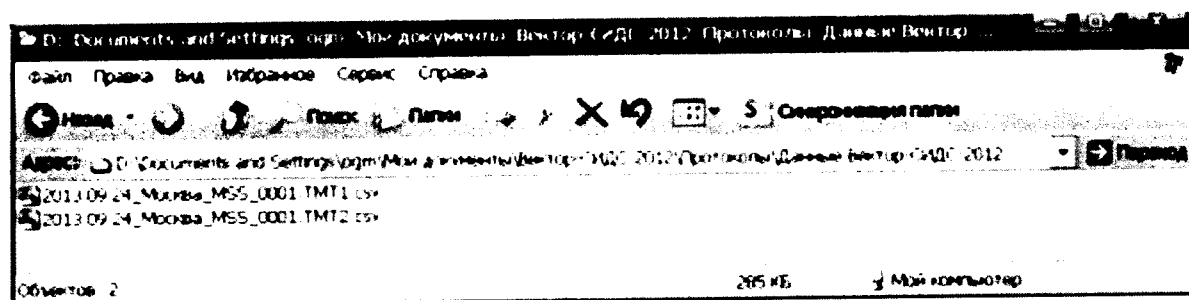 D:\Documents and Settings\ogm\Мои документы\Вектор-СИДС 2012\Протоколы\Данные Вектор ...
Файл Правка Вид Избранное Сервис Справка
Назад Поиск Папки Синхронизация папки
Адрес: D:\Documents and Settings\ogm\Мои документы\Вектор-СИДС 2012\Протоколы\Данные Вектор-СИДС 2012 Переход
2013.09.24_Москва_MSS_0001.TMT1.csv
2013.09.24_Москва_MSS_0001.TMT2.csv
Объектов: 2 285 КБ Мой компьютер